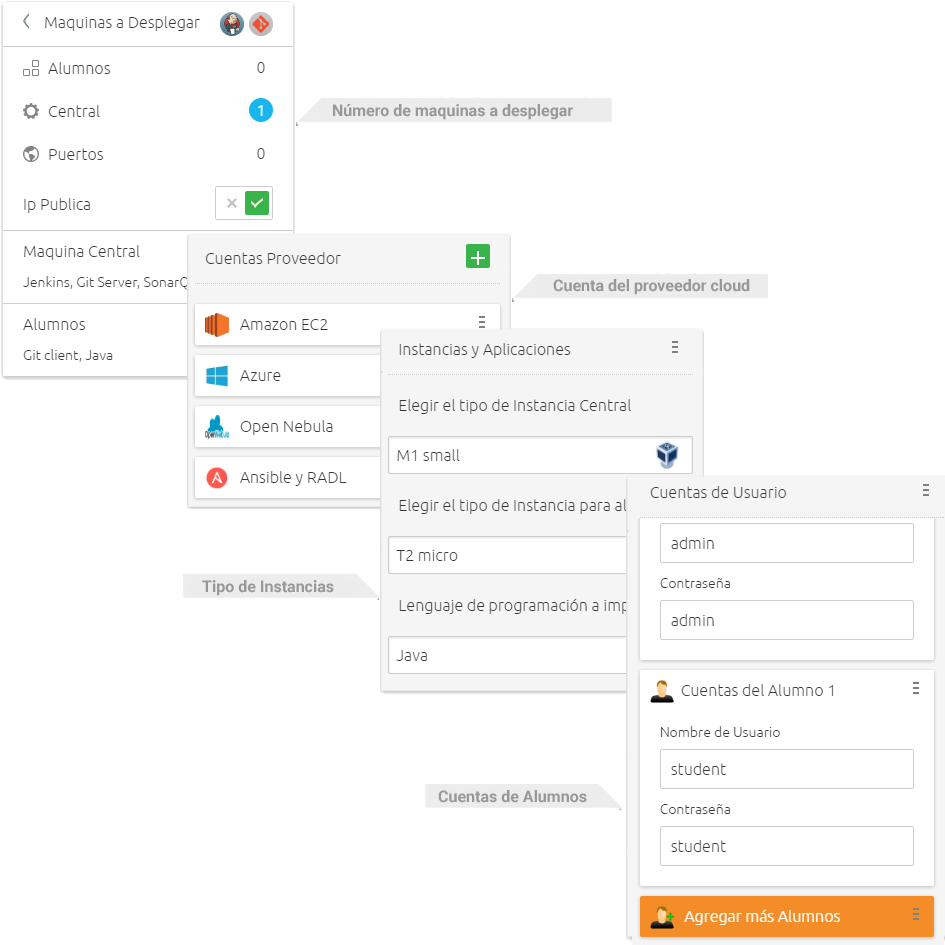 Maquinas a Desplegar
Alumnos 0
Central 1
Puertos 0
Ip Publica
Maquina Central
Jenkins, Git Server, SonarQ
Alumnos
Git client, Java
Número de maquinas a desplegar
Cuentas Proveedor
Amazon EC2
Azure
Open Nebula
Ansible y RADL
Cuenta del proveedor cloud
Instancias y Aplicaciones
Elegir el tipo de Instancia Central
M1 small
Elegir el tipo de Instancia para al
T2 micro
Lenguaje de programación a imp
Java
Tipo de Instancias
Cuentas de Usuario
admin
Contraseña
admin
Cuentas del Alumno 1
Nombre de Usuario
student
Contraseña
student
Agregar más Alumnos
Cuentas de Alumnos